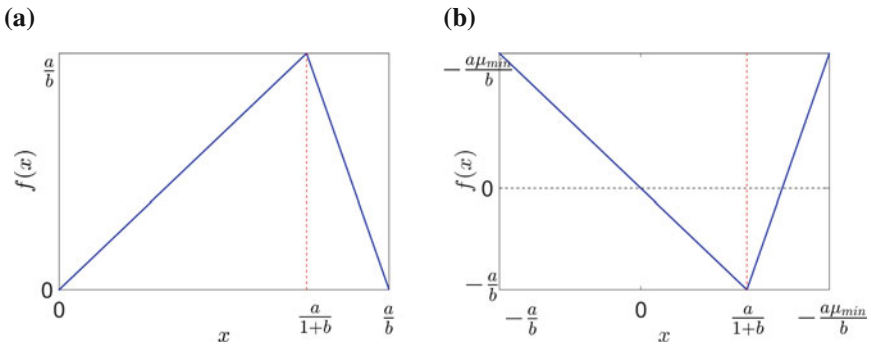 (a)
a/b
f(x)
0
0
a/(1+b)
a/b
x
(b)
-aμ_min/b
f(x)
0
-a/b
-a/b
0
a/(1+b)
-aμ_min/b
x